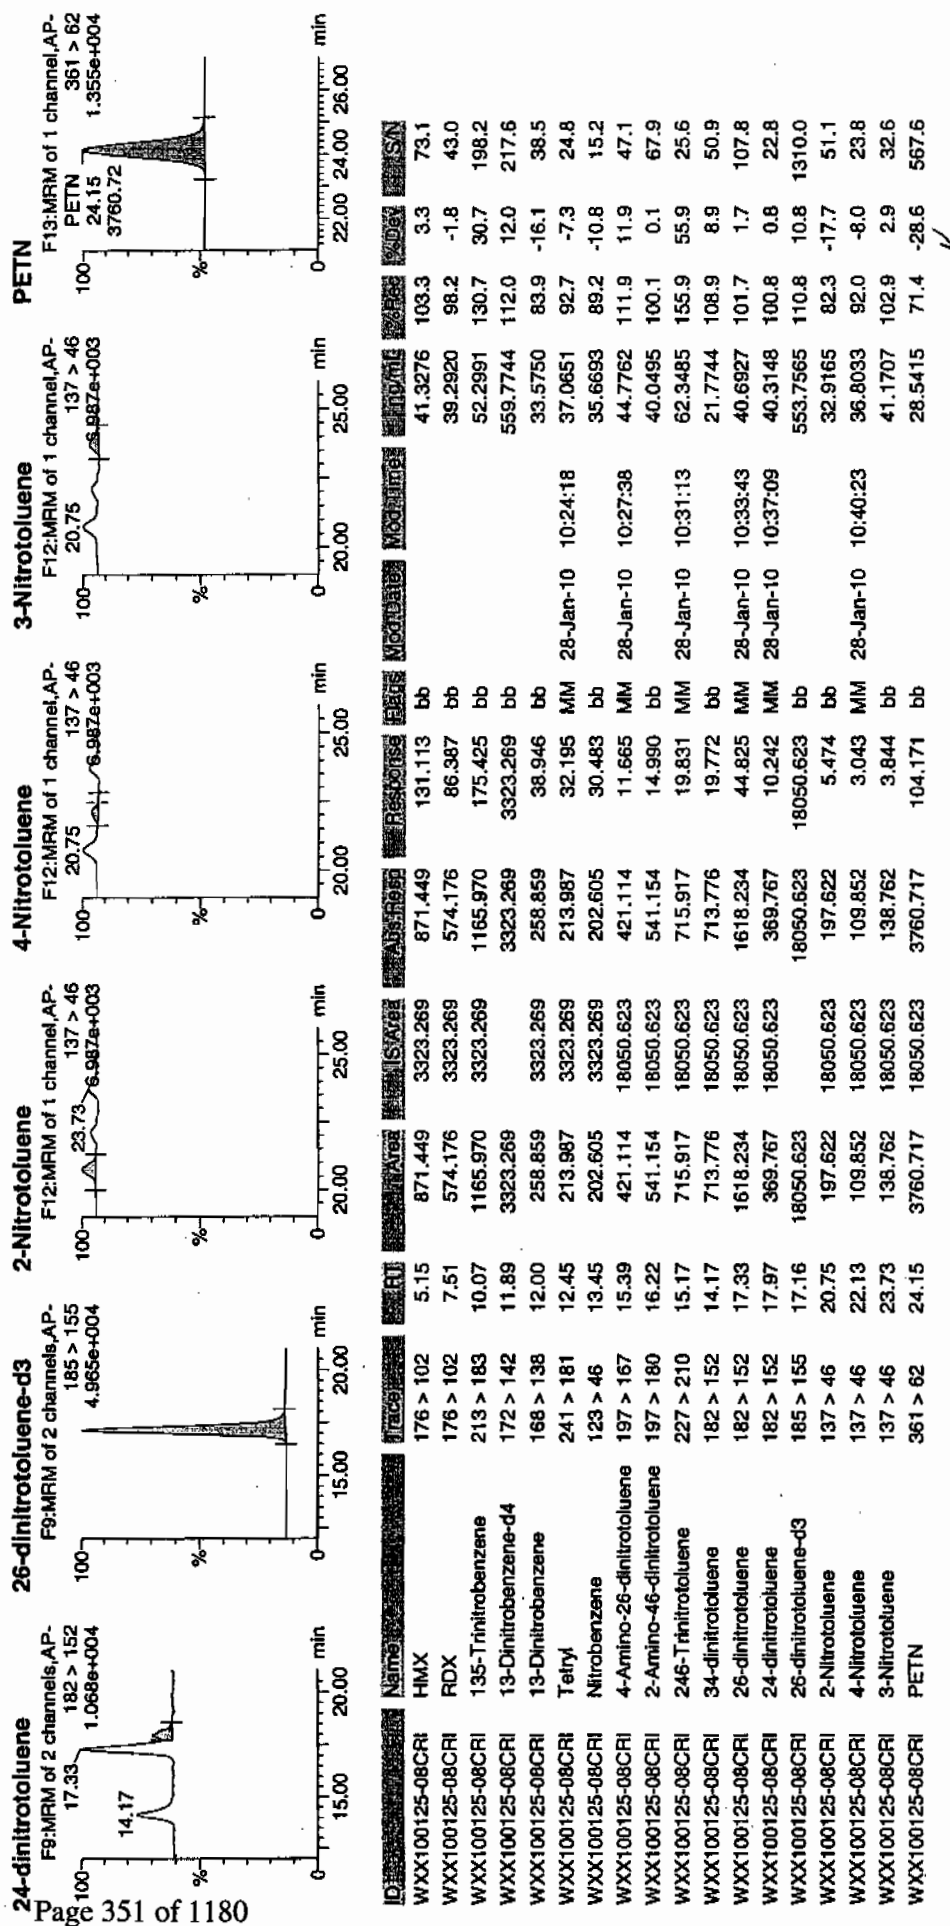 24-dinitrotoluene
F9:MRM of 2 channels,AP-
182 > 152
1.068e+004
100
17.33
14.17
%
0
15.00
20.00
min
26-dinitrotoluene-d3
F9:MRM of 2 channels,AP-
185 > 155
4.965e+004
100
%
0
15.00
20.00
min
2-Nitrotoluene
F12:MRM of 1 channel,AP-
137 > 46
6.987e+003
100
23.73
%
0
20.00
25.00
min
4-Nitrotoluene
F12:MRM of 1 channel,AP-
137 > 46
6.987e+003
100
20.75
%
0
20.00
25.00
min
3-Nitrotoluene
F12:MRM of 1 channel,AP-
137 > 46
6.987e+003
100
20.75
%
0
20.00
25.00
min
PETN
F13:MRM of 1 channel,AP-
361 > 62
1.355e+004
100
PETN
24.15
3760.72
%
0
22.00
24.00
26.00
min
ID Name Trace RT Area IS Area Abs.Resp Response Flags Mod.Date Mod.Time ng/mL %Rec %Dev S/N
WXX100125-08CRI HMX 176 > 102 5.15 871.449 3323.269 871.449 131.113 bb 41.3276 103.3 3.3 73.1
WXX100125-08CRI RDX 176 > 102 7.51 574.176 3323.269 574.176 86.387 bb 39.2920 98.2 -1.8 43.0
WXX100125-08CRI 135-Trinitrobenzene 213 > 183 10.07 1165.970 3323.269 1165.970 175.425 bb 52.2991 130.7 30.7 198.2
WXX100125-08CRI 13-Dinitrobenzene-d4 172 > 142 11.89 3323.269 3323.269 3323.269 bb 559.7744 112.0 12.0 217.6
WXX100125-08CRI 13-Dinitrobenzene 168 > 138 12.00 258.859 3323.269 258.859 38.946 bb 33.5750 83.9 -16.1 38.5
WXX100125-08CRI Tetryl 241 > 181 12.45 213.987 3323.269 213.987 32.195 MM 28-Jan-10 10:24:18 37.0651 92.7 -7.3 24.8
WXX100125-08CRI Nitrobenzene 123 > 46 13.45 202.605 3323.269 202.605 30.483 bb 35.6693 89.2 -10.8 15.2
WXX100125-08CRI 4-Amino-26-dinitrotoluene 197 > 167 15.39 421.114 18050.623 421.114 11.665 MM 28-Jan-10 10:27:38 44.7762 111.9 11.9 47.1
WXX100125-08CRI 2-Amino-46-dinitrotoluene 197 > 180 16.22 541.154 18050.623 541.154 14.990 bb 40.0495 100.1 0.1 67.9
WXX100125-08CRI 246-Trinitrotoluene 227 > 210 15.17 715.917 18050.623 715.917 19.831 MM 28-Jan-10 10:31:13 62.3485 155.9 55.9 25.6
WXX100125-08CRI 34-dinitrotoluene 182 > 152 14.17 713.776 18050.623 713.776 19.772 bb 21.7744 108.9 8.9 50.9
WXX100125-08CRI 26-dinitrotoluene 182 > 152 17.33 1618.234 18050.623 1618.234 44.825 MM 28-Jan-10 10:33:43 40.6927 101.7 1.7 107.8
WXX100125-08CRI 24-dinitrotoluene 182 > 152 17.97 369.767 18050.623 369.767 10.242 MM 28-Jan-10 10:37:09 40.3148 100.8 0.8 22.8
WXX100125-08CRI 26-dinitrotoluene-d3 185 > 155 17.16 18050.623 18050.623 18050.623 bb 553.7565 110.8 10.8 1310.0
WXX100125-08CRI 2-Nitrotoluene 137 > 46 20.75 197.622 18050.623 197.622 5.474 bb 32.9165 82.3 -17.7 51.1
WXX100125-08CRI 4-Nitrotoluene 137 > 46 22.13 109.852 18050.623 109.852 3.043 MM 28-Jan-10 10:40:23 36.8033 92.0 -8.0 23.8
WXX100125-08CRI 3-Nitrotoluene 137 > 46 23.73 138.762 18050.623 138.762 3.844 bb 41.1707 102.9 2.9 32.6
WXX100125-08CRI PETN 361 > 62 24.15 3760.717 18050.623 3760.717 104.171 bb 28.5415 71.4 -28.6 567.6
Page 351 of 1180